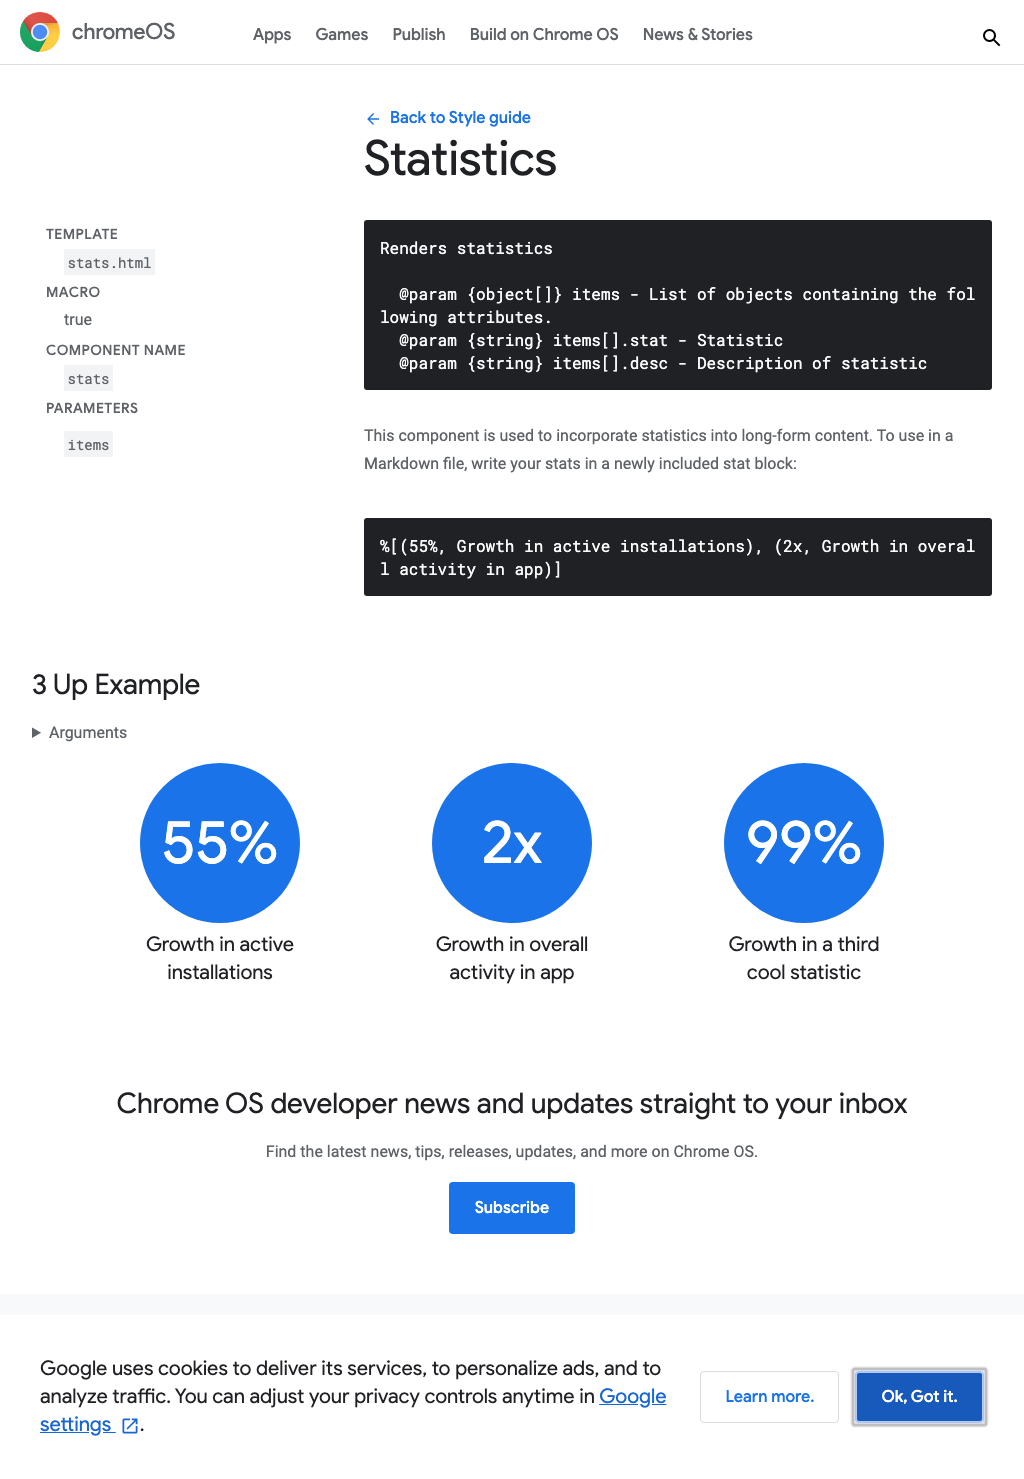 chromeOS
Apps Games Publish Build on Chrome OS News & Stories
Back to Style guide
Statistics
TEMPLATE
stats.html
MACRO
true
COMPONENT NAME
stats
PARAMETERS
items
Renders statistics
@param {object[]} items - List of objects containing the fol
lowing attributes.
@param {string} items[].stat - Statistic
@param {string} items[].desc - Description of statistic
This component is used to incorporate statistics into long-form content. To use in a
Markdown file, write your stats in a newly included stat block:
%[(55%, Growth in active installations), (2x, Growth in overal
l activity in app)]
3 Up Example
Arguments
55%
Growth in active
installations
2x
Growth in overall
activity in app
99%
Growth in a third
cool statistic
Chrome OS developer news and updates straight to your inbox
Find the latest news, tips, releases, updates, and more on Chrome OS.
Subscribe
Google uses cookies to deliver its services, to personalize ads, and to
analyze traffic. You can adjust your privacy controls anytime in Google
settings .
Learn more.
Ok, Got it.